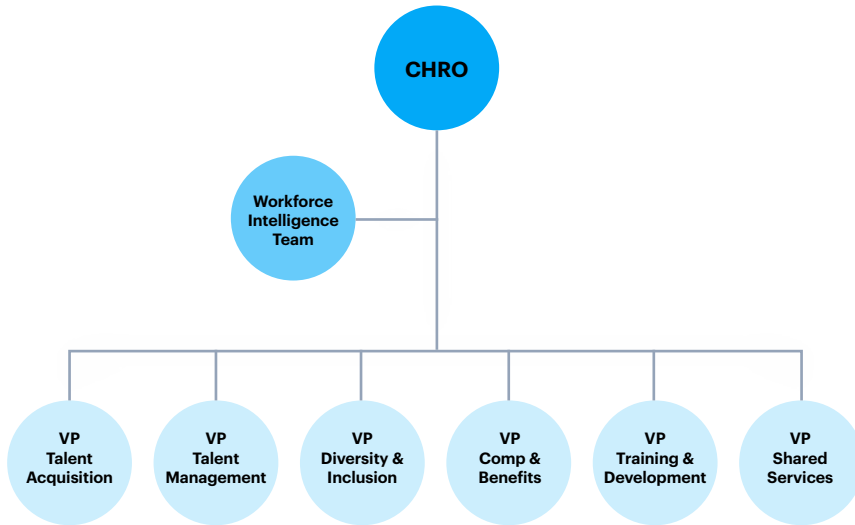 CHRO
Workforce
Intelligence
Team
VP
Talent
Acquisition
VP
Talent
Management
VP
Diversity &
Inclusion
VP
Comp &
Benefits
VP
Training &
Development
VP
Shared
Services